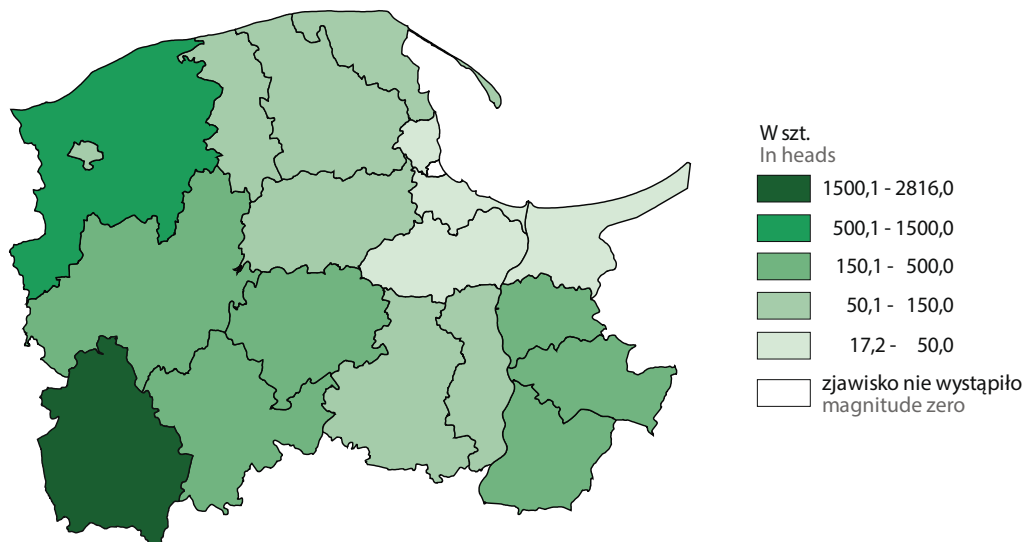 W szt.
In heads
1500,1 - 2816,0
500,1 - 1500,0
150,1 - 500,0
50,1 - 150,0
17,2 - 50,0
zjawisko nie wystąpiło
magnitude zero